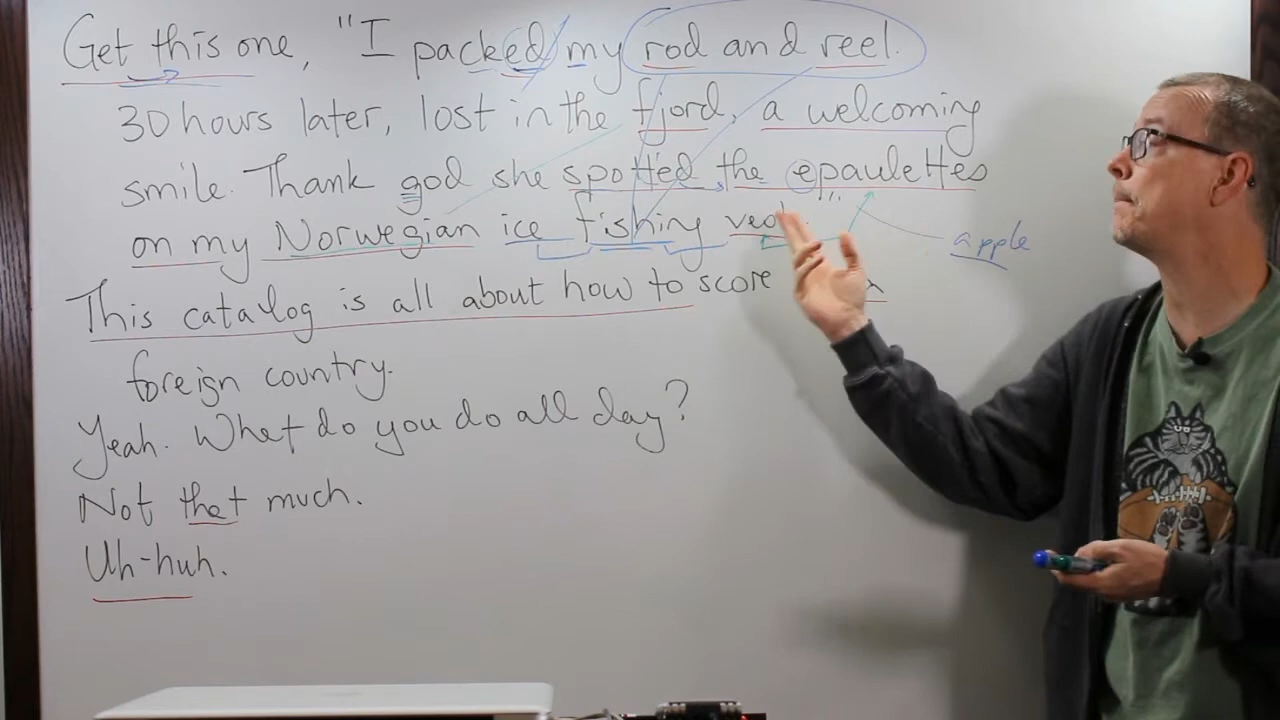 Get this one, "I packed my rod and reel.
30 hours later, lost in the fjord, a welcoming
smile. Thank god she spotted the epaulettes
on my Norwegian ice fishing
apple
This catalog is all about how to score
foreign country.
Yeah. What do you do all day?
Not that much.
Uh-huh.